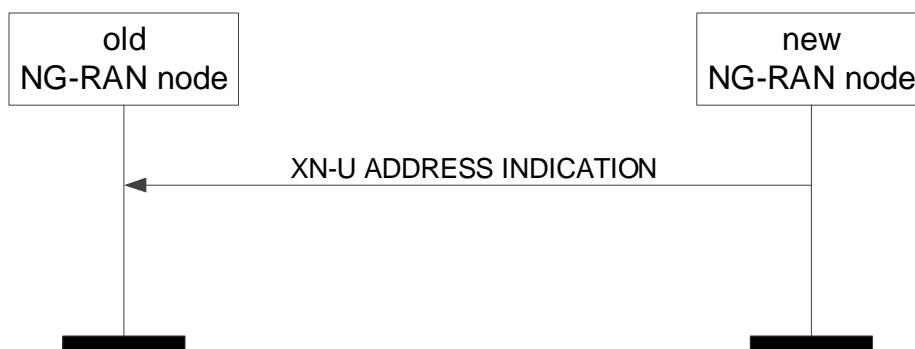 old
NG-RAN node
new
NG-RAN node
XN-U ADDRESS INDICATION